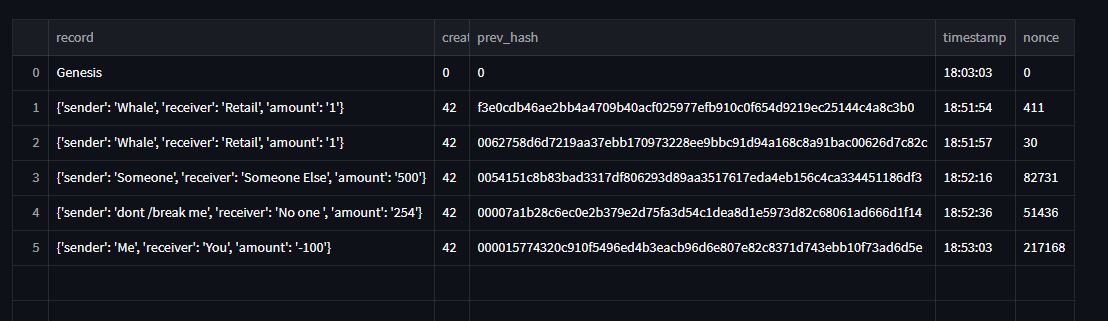 record creat prev_hash timestamp nonce
0 Genesis 0 0 18:03:03 0
1 {'sender': 'Whale', 'receiver': 'Retail', 'amount': '1'} 42 f3e0cdb46ae2bb4a4709b40acf025977efb910c0f654d9219ec25144c4a8c3b0 18:51:54 411
2 {'sender': 'Whale', 'receiver': 'Retail', 'amount': '1'} 42 0062758d6d7219aa37ebb170973228ee9bbc91d94a168c8a91bac00626d7c82c 18:51:57 30
3 {'sender': 'Someone', 'receiver': 'Someone Else', 'amount': '500'} 42 0054151c8b83bad3317df806293d89aa3517617eda4eb156c4ca334451186df3 18:52:16 82731
4 {'sender': 'dont /break me', 'receiver': 'No one ', 'amount': '254'} 42 00007a1b28c6ec0e2b379e2d75fa3d54c1dea8d1e5973d82c68061ad666d1f14 18:52:36 51436
5 {'sender': 'Me', 'receiver': 'You', 'amount': '-100'} 42 000015774320c910f5496ed4b3eacb96d6e807e82c8371d743ebb10f73ad6d5e 18:53:03 217168